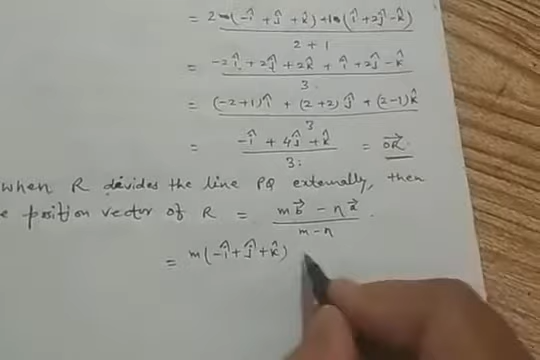 = 2 (-î + ĵ + k̂) + 1 (î + 2ĵ - k̂)
2 + 1
= -2î + 2ĵ + 2k̂ + î + 2ĵ - k̂
3
= (-2+1)î + (2+2)ĵ + (2-1)k̂
3
= -î + 4ĵ + k̂ = OR⃗
3
when R devides the line PQ externally, then
position vector of R = mb⃗ - na⃗
m - n
= m(-î + ĵ + k̂)